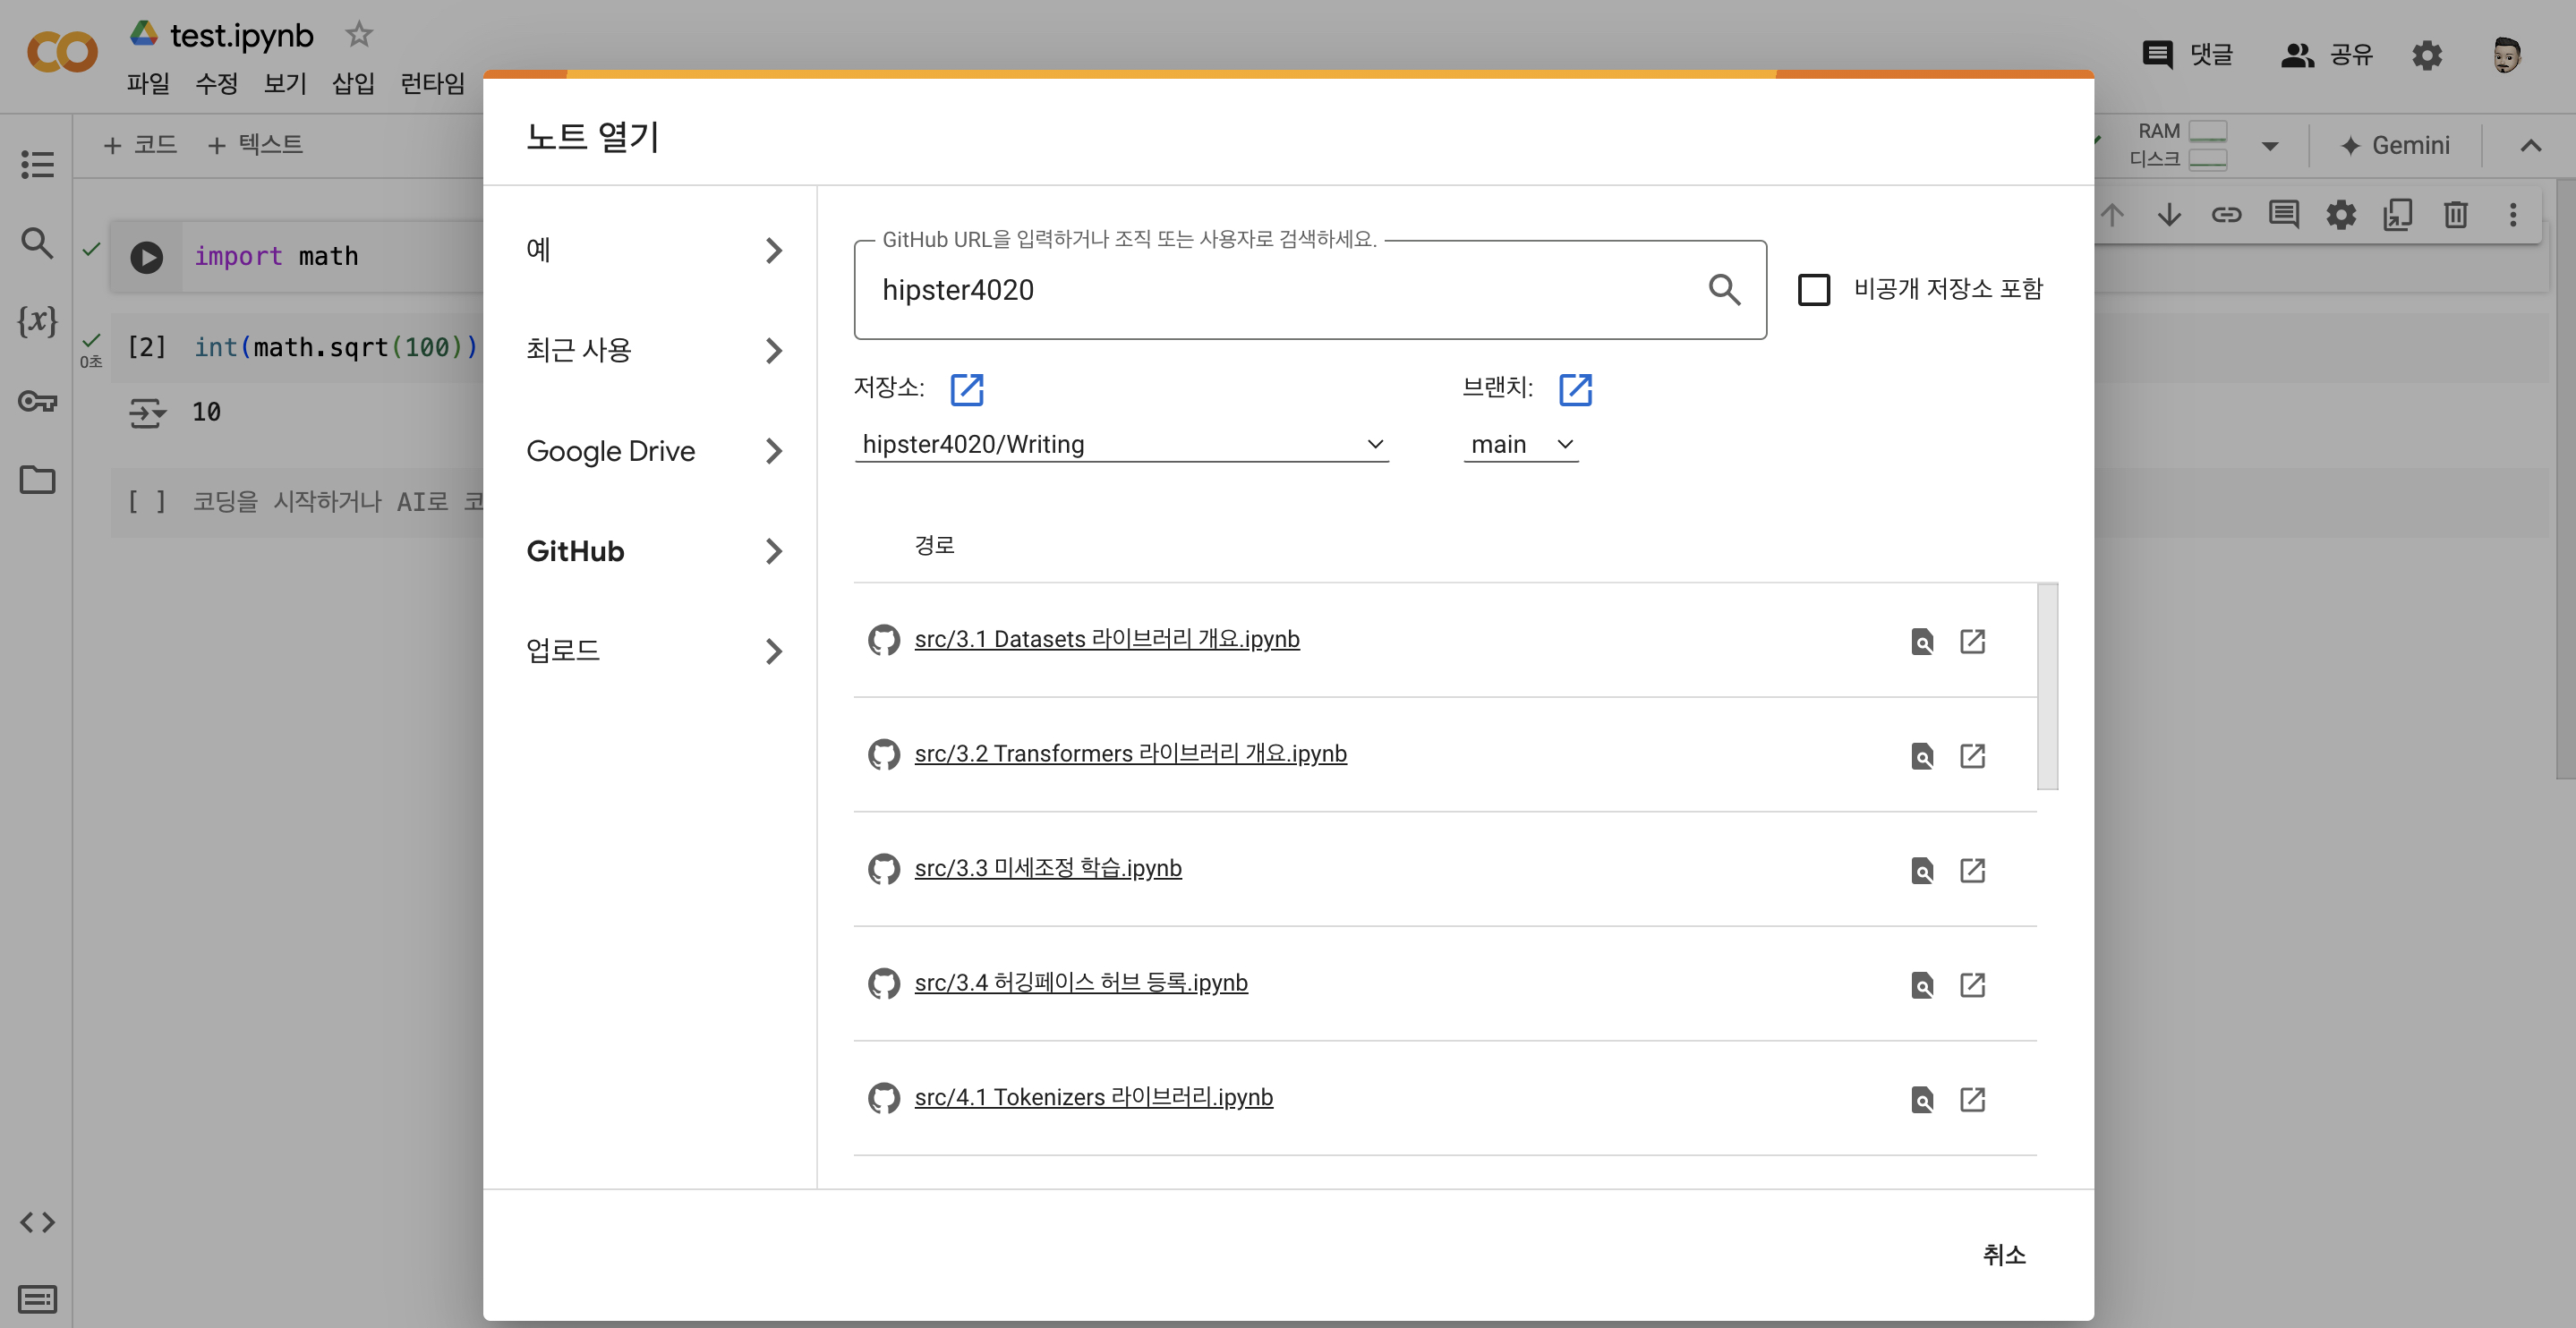 test.ipynb
파일 수정 보기 삽입 런타임
댓글 공유
+ 코드 + 텍스트
RAM
디스크
Gemini
import math
[2] int(math.sqrt(100))
0초
10
[ ] 코딩을 시작하거나 AI로 코
노트 열기
예
최근 사용
Google Drive
GitHub
업로드
GitHub URL을 입력하거나 조직 또는 사용자로 검색하세요.
hipster4020
비공개 저장소 포함
저장소: 브랜치:
hipster4020/Writing main
경로
src/3.1 Datasets 라이브러리 개요.ipynb
src/3.2 Transformers 라이브러리 개요.ipynb
src/3.3 미세조정 학습.ipynb
src/3.4 허깅페이스 허브 등록.ipynb
src/4.1 Tokenizers 라이브러리.ipynb
취소
{x}